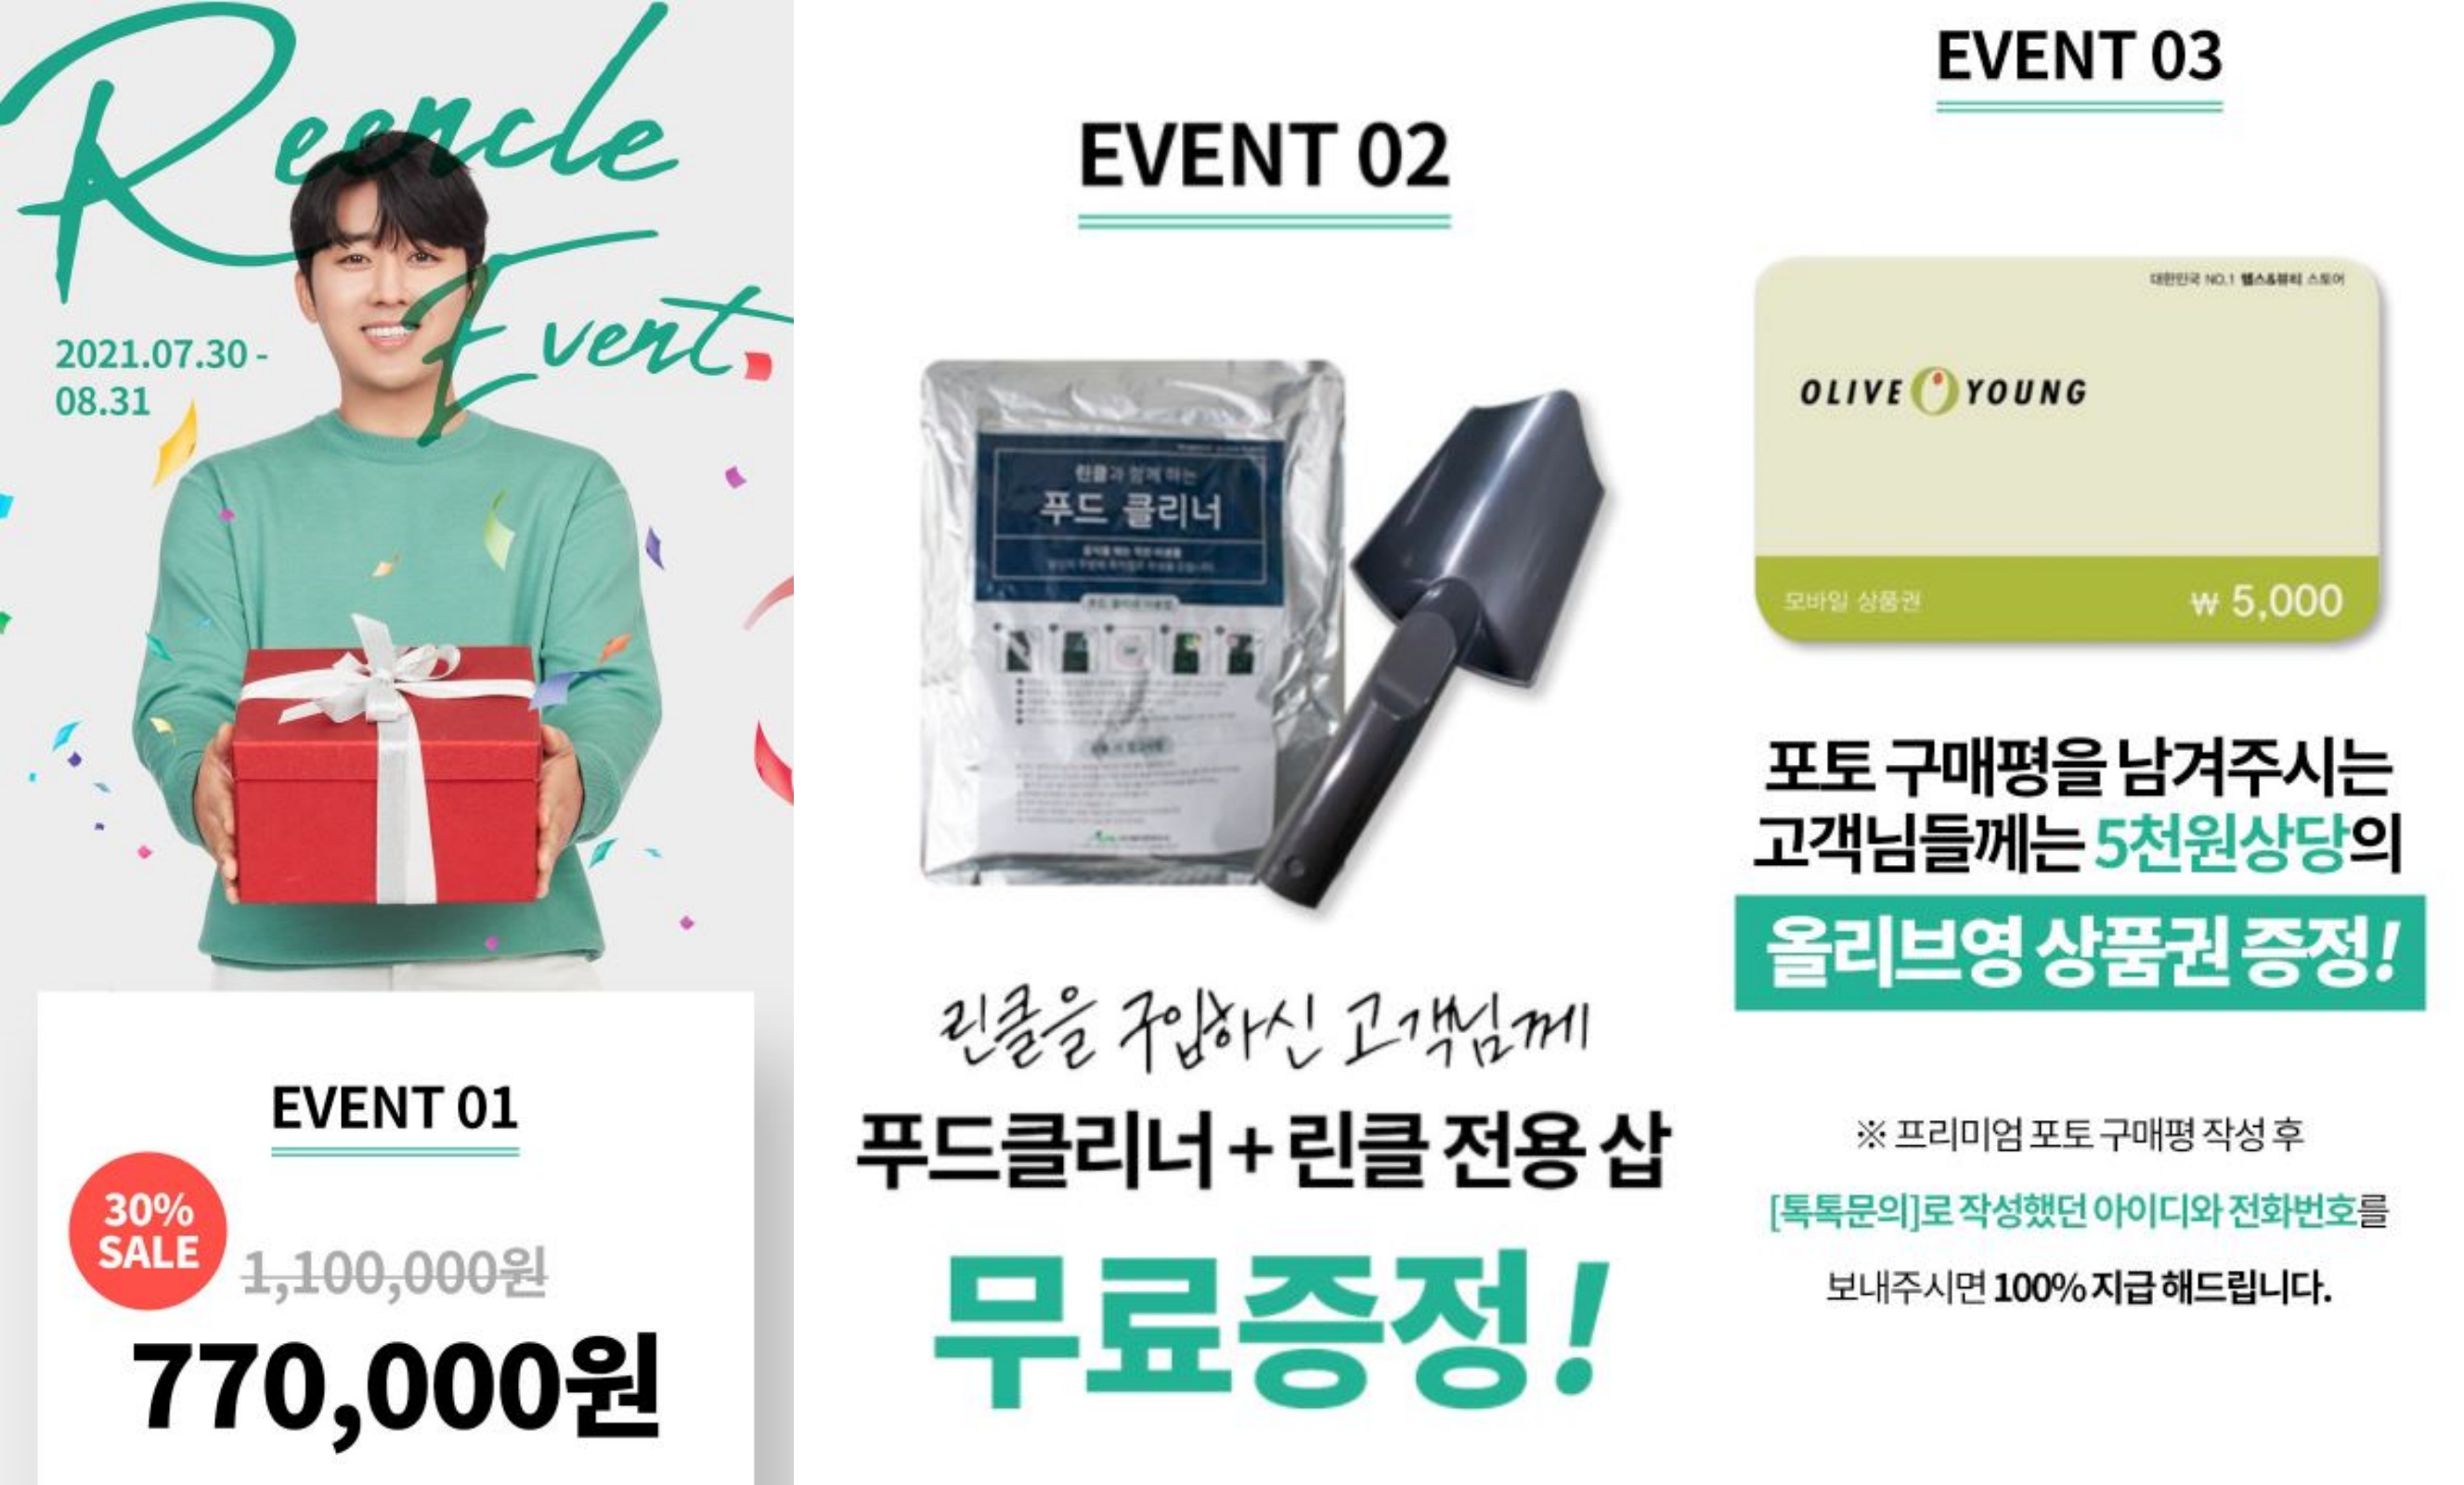 Reencle
Event.
2021.07.30 -
08.31
EVENT 01
30%
SALE
1,100,000원
770,000원
EVENT 02
린클과 함께 하는
푸드 클리너
린클을 구입하신 고객님께
푸드클리너 + 린클 전용 삽
무료증정!
EVENT 03
대한민국 NO.1 헬스&뷰티 스토어
OLIVE YOUNG
모바일 상품권
₩ 5,000
포토 구매평을 남겨주시는
고객님들께는 5천원상당의
올리브영 상품권 증정!
※ 프리미엄 포토 구매평 작성 후
[톡톡문의]로 작성했던 아이디와 전화번호를
보내주시면 100% 지급 해드립니다.